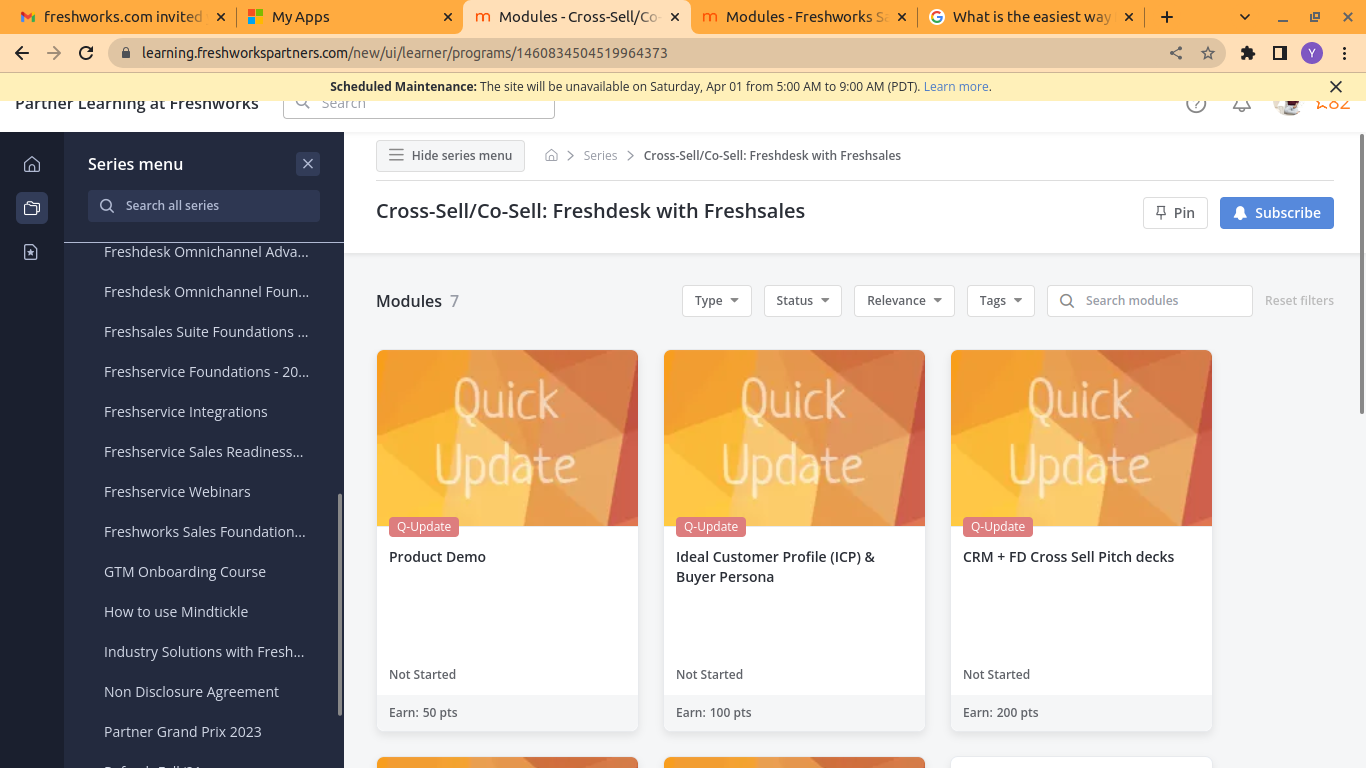 freshworks.com invited
My Apps
Modules - Cross-Sell/Co-
Modules - Freshworks Sa
What is the easiest way
learning.freshworkspartners.com/new/ui/learner/programs/1460834504519964373
Y
Scheduled Maintenance: The site will be unavailable on Saturday, Apr 01 from 5:00 AM to 9:00 AM (PDT). Learn more.
Partner Learning at Freshworks
Search
82
Series menu
Search all series
Freshdesk Omnichannel Adva...
Freshdesk Omnichannel Foun...
Freshsales Suite Foundations ...
Freshservice Foundations - 20...
Freshservice Integrations
Freshservice Sales Readiness...
Freshservice Webinars
Freshworks Sales Foundation...
GTM Onboarding Course
How to use Mindtickle
Industry Solutions with Fresh...
Non Disclosure Agreement
Partner Grand Prix 2023
Hide series menu
Series
Cross-Sell/Co-Sell: Freshdesk with Freshsales
Cross-Sell/Co-Sell: Freshdesk with Freshsales
Pin
Subscribe
Modules 7
Type
Status
Relevance
Tags
Search modules
Reset filters
Quick
Update
Q-Update
Product Demo
Not Started
Earn: 50 pts
Quick
Update
Q-Update
Ideal Customer Profile (ICP) &
Buyer Persona
Not Started
Earn: 100 pts
Quick
Update
Q-Update
CRM + FD Cross Sell Pitch decks
Not Started
Earn: 200 pts